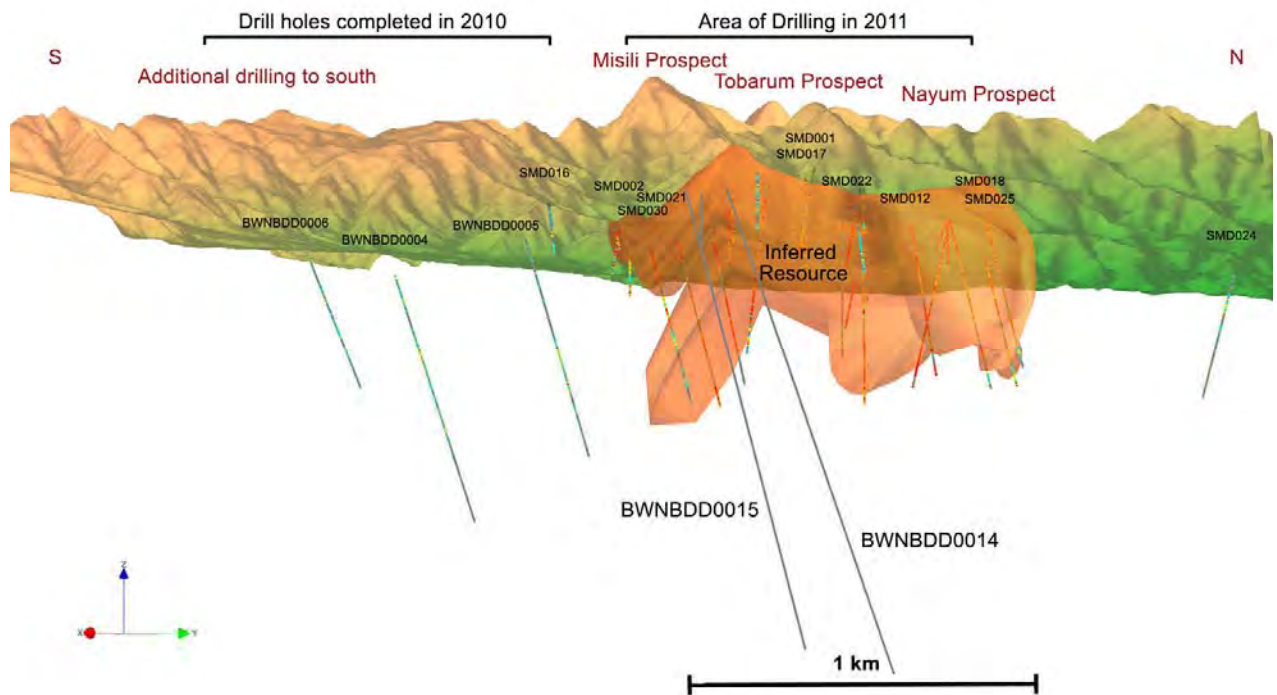 Drill holes completed in 2010
Area of Drilling in 2011
S
Misili Prospect
N
Additional drilling to south
Tobarum Prospect
Nayum Prospect
SMD001
SMD017
SMD016
SMD002
SMD022
SMD018
SMD021
SMD012
SMD025
SMD030
BWNBDD0006
BWNBDD0005
BWNBDD0004
SMD024
Inferred
Resource
BWNBDD0015
BWNBDD0014
Z
X
Y
1 km